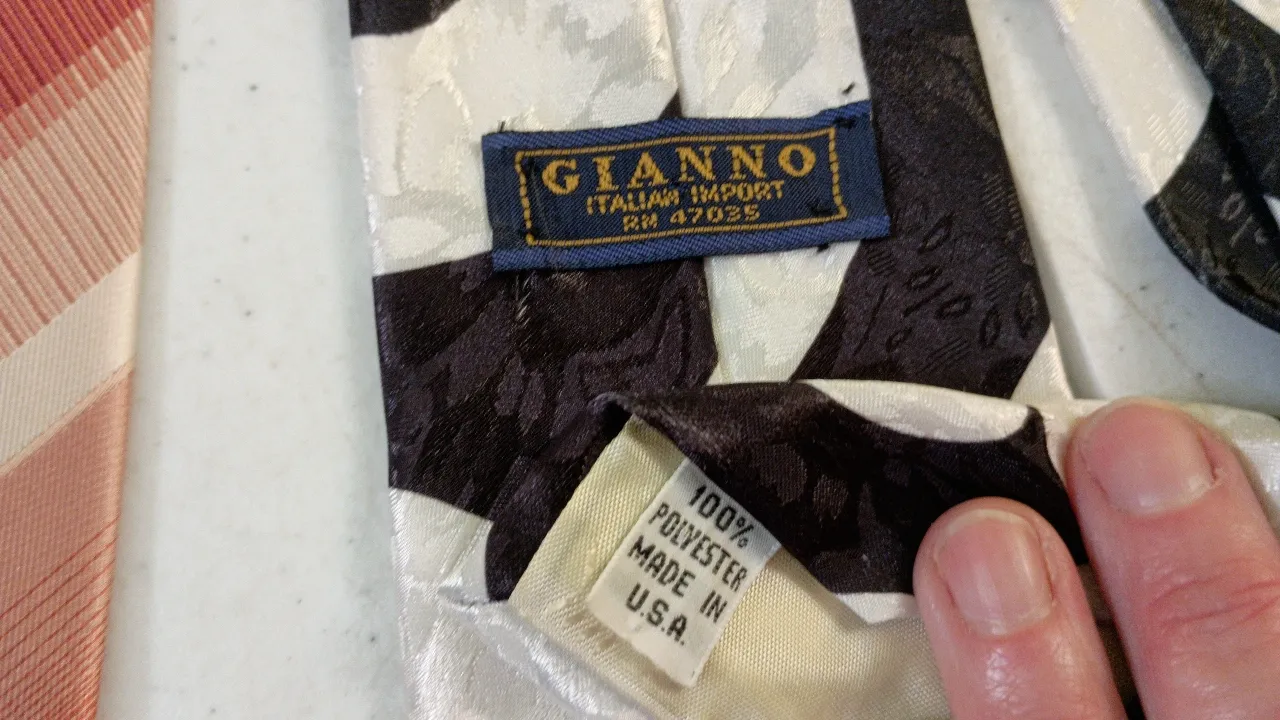 GIANNO
ITALIAN IMPORT
RN 47035
100%
POLYESTER
MADE IN
U.S.A.